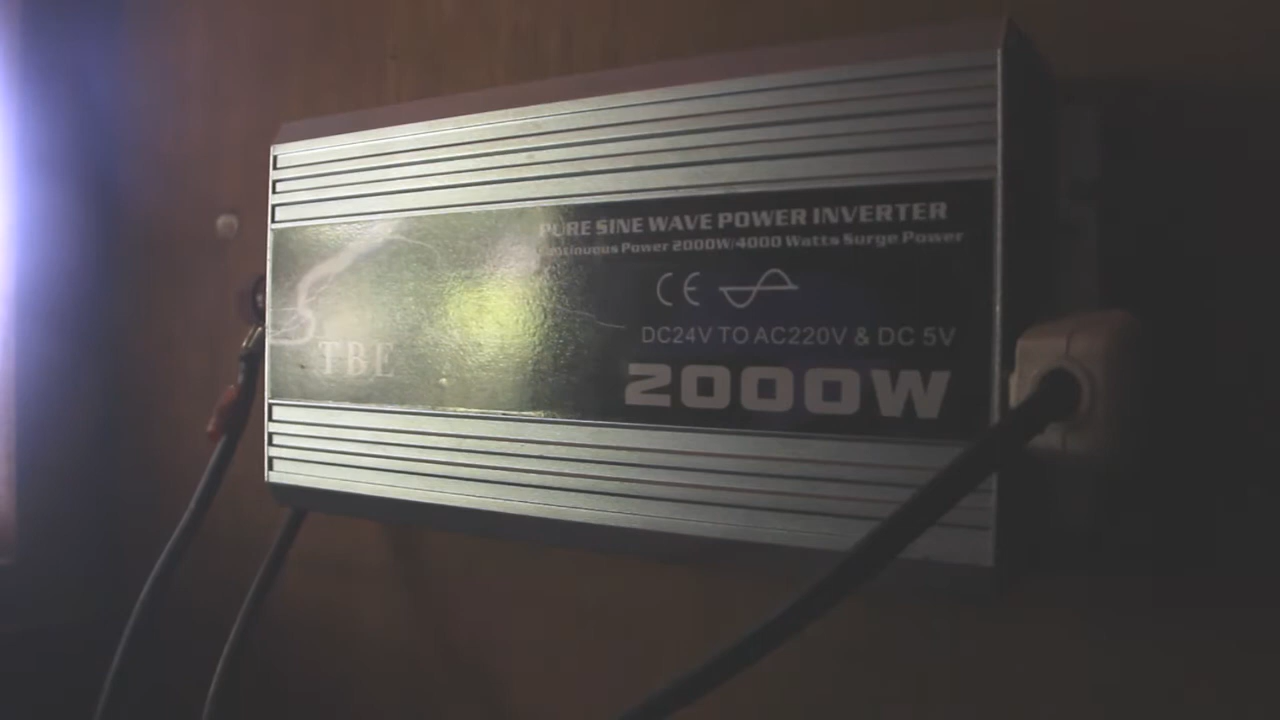 PURE SINE WAVE POWER INVERTER
Continuous Power 2000W/4000 Watts Surge Power
CE
DC24V TO AC220V & DC 5V
TBE
2000W